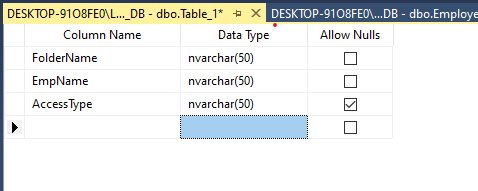 DESKTOP-91O8FE0\L..._DB - dbo.Table_1* DESKTOP-91O8FE0\...DB - dbo.Employe
Column Name Data Type Allow Nulls
FolderName nvarchar(50)
EmpName nvarchar(50)
AccessType nvarchar(50)